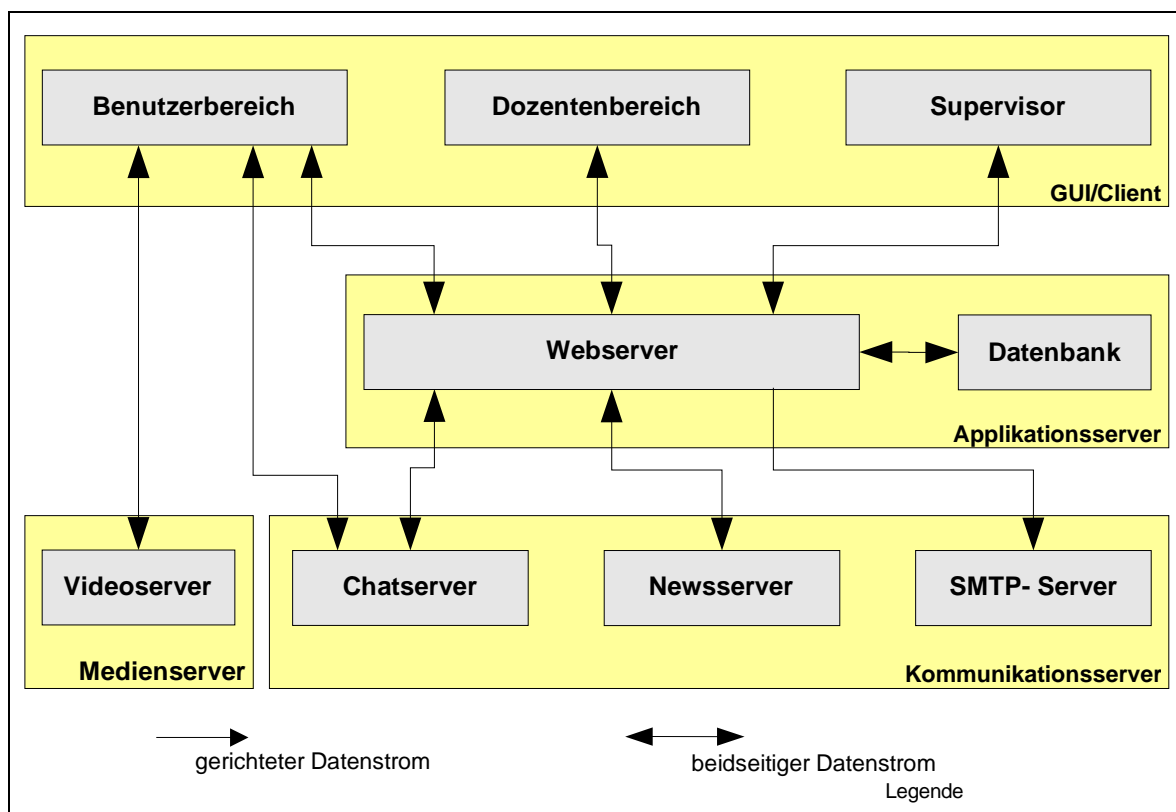 Benutzerbereich
Dozentenbereich
Supervisor
GUI/Client
Webserver
Datenbank
Applikationsserver
Videoserver
Medienserver
Chatserver
Newsserver
SMTP- Server
Kommunikationsserver
gerichteter Datenstrom
beidseitiger Datenstrom
Legende